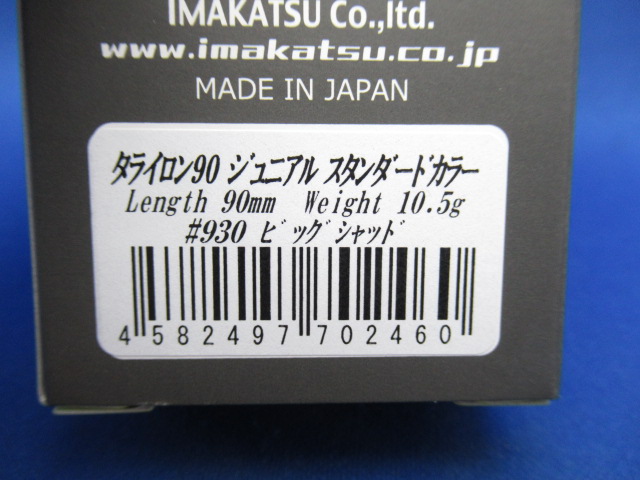 IMAKATSU Co.,ltd.
www.imakatsu.co.jp
MADE IN JAPAN
タライロン90 ジュニアル スタンダードカラー
Length 90mm Weight 10.5g
#930 ビッグシャッド
4 582497 702460